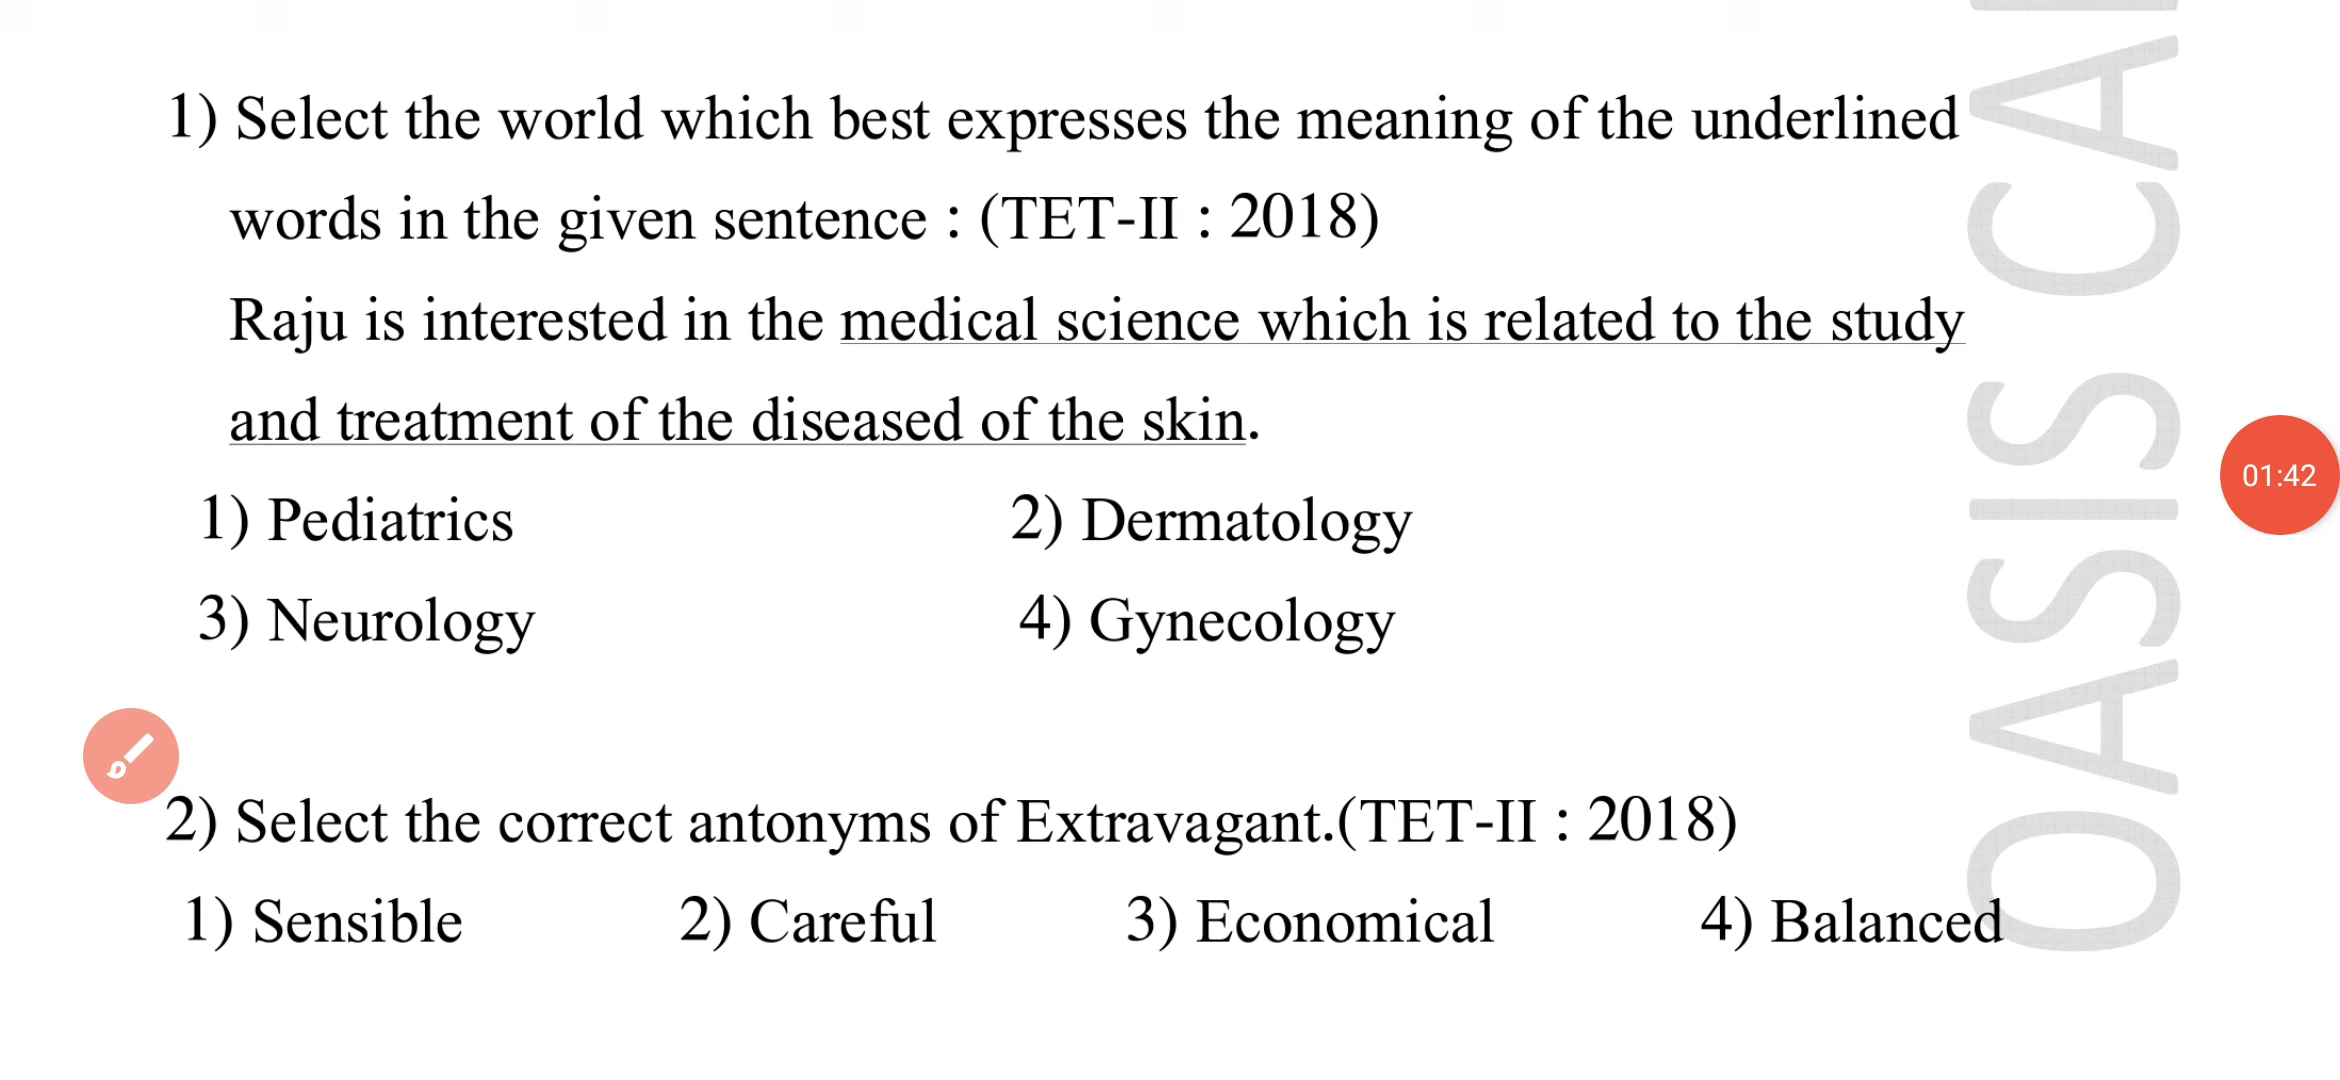 1) Select the world which best expresses the meaning of the underlined
words in the given sentence : (TET-II : 2018)
Raju is interested in the medical science which is related to the study
and treatment of the diseased of the skin.
1) Pediatrics 2) Dermatology
3) Neurology 4) Gynecology
2) Select the correct antonyms of Extravagant.(TET-II : 2018)
1) Sensible 2) Careful 3) Economical 4) Balanced
OASIS CA
01:42